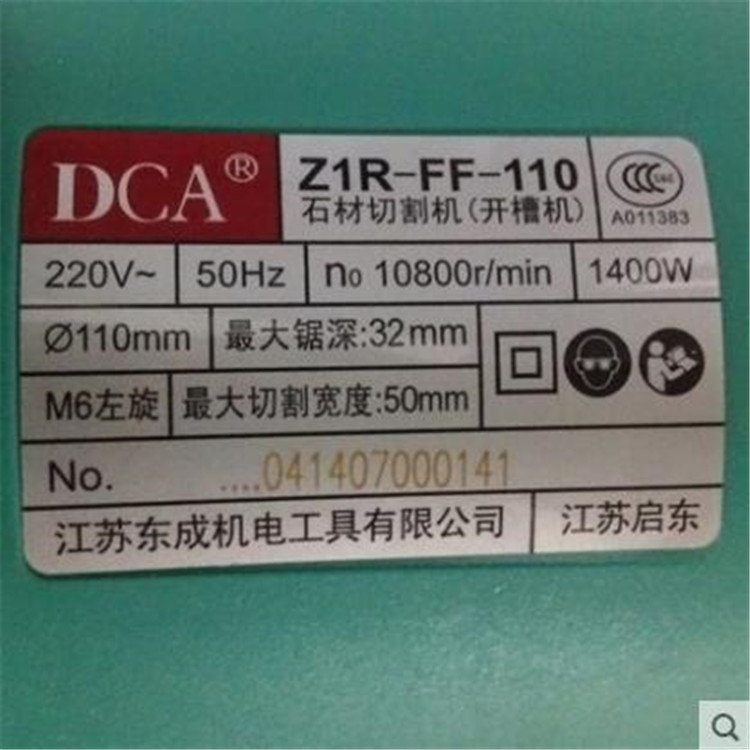 DCA®
Z1R-FF-110
石材切割机(开槽机)
A011383
220V~ 50Hz n0 10800r/min 1400W
Ø110mm 最大锯深:32mm
M6左旋 最大切割宽度:50mm
No. ....041407000141
江苏东成机电工具有限公司 江苏启东